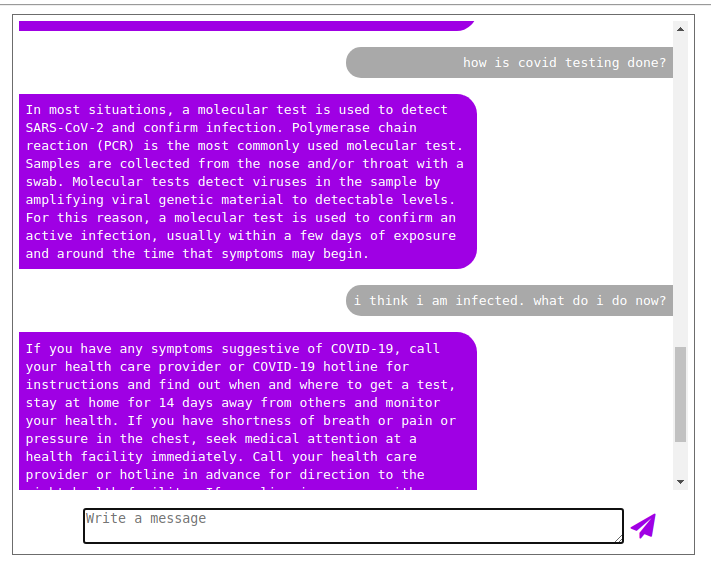 how is covid testing done?
In most situations, a molecular test is used to detect
SARS-CoV-2 and confirm infection. Polymerase chain
reaction (PCR) is the most commonly used molecular test.
Samples are collected from the nose and/or throat with a
swab. Molecular tests detect viruses in the sample by
amplifying viral genetic material to detectable levels.
For this reason, a molecular test is used to confirm an
active infection, usually within a few days of exposure
and around the time that symptoms may begin.
i think i am infected. what do i do now?
If you have any symptoms suggestive of COVID-19, call
your health care provider or COVID-19 hotline for
instructions and find out when and where to get a test,
stay at home for 14 days away from others and monitor
your health. If you have shortness of breath or pain or
pressure in the chest, seek medical attention at a
health facility immediately. Call your health care
provider or hotline in advance for direction to the
Write a message